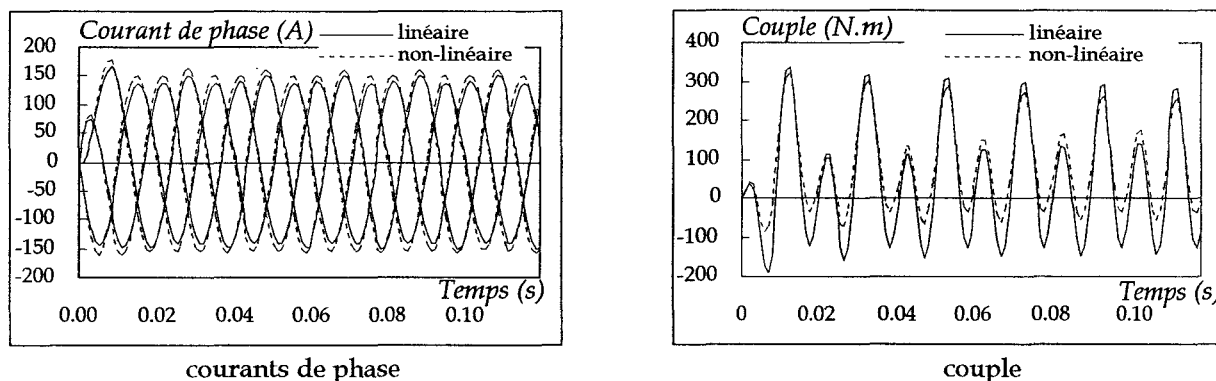 Courant de phase (A)
linéaire
non-linéaire
200
150
100
50
0
-50
-100
-150
-200
Temps (s)
0.00 0.02 0.04 0.06 0.08 0.10
courants de phase
Couple (N.m)
linéaire
non-linéaire
400
300
200
100
0
-100
-200
Temps (s)
0 0.02 0.04 0.06 0.08 0.10
couple